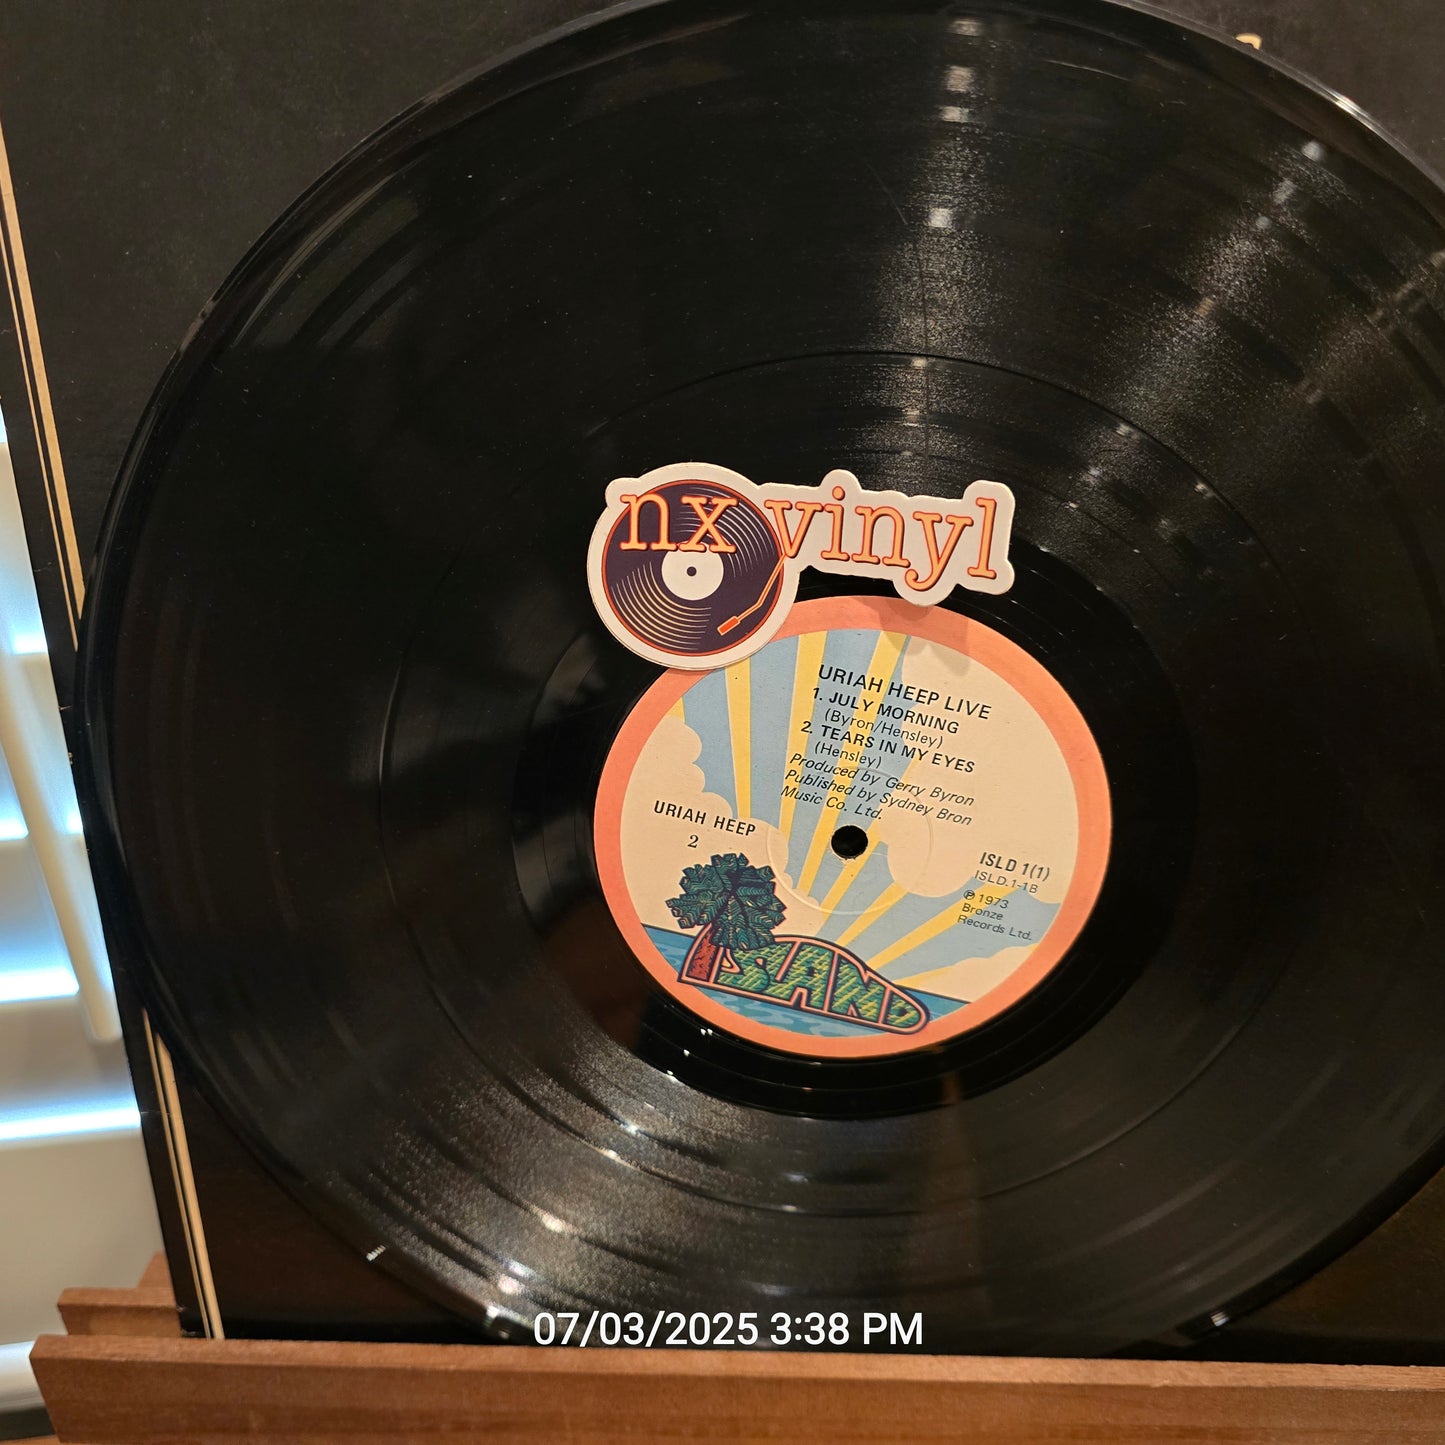 nx vinyl
URIAH HEEP LIVE
1. JULY MORNING
(Byron/Hensley)
2. TEARS IN MY EYES
(Hensley)
Produced by Gerry Byron
Published by Sydney Bron
Music Co. Ltd.
URIAH HEEP
2
ISLD 1(1)
ISLD.1-1B
℗ 1973
Bronze
Records Ltd.
ISLAND
07/03/2025 3:38 PM